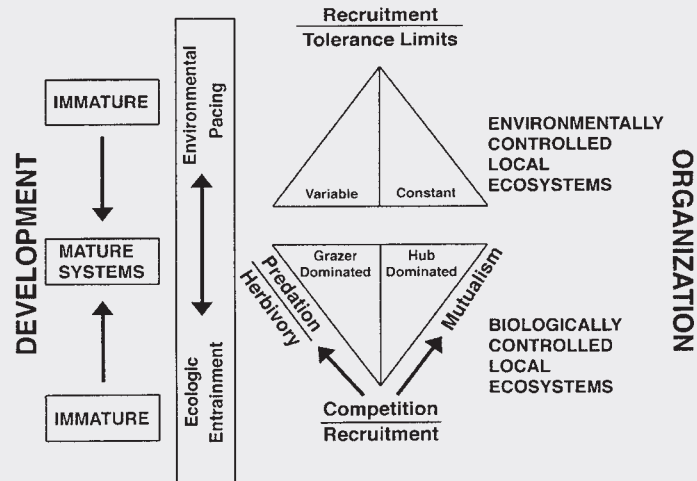 DEVELOPMENT
IMMATURE
MATURE
SYSTEMS
IMMATURE
Environmental
Pacing
Ecologic
Entrainment
Recruitment
Tolerance Limits
Variable
Constant
ENVIRONMENTALLY
CONTROLLED
LOCAL
ECOSYSTEMS
Grazer
Dominated
Hub
Dominated
Predation
Herbivory
Mutualism
Competition
Recruitment
BIOLOGICALLY
CONTROLLED
LOCAL
ECOSYSTEMS
ORGANIZATION